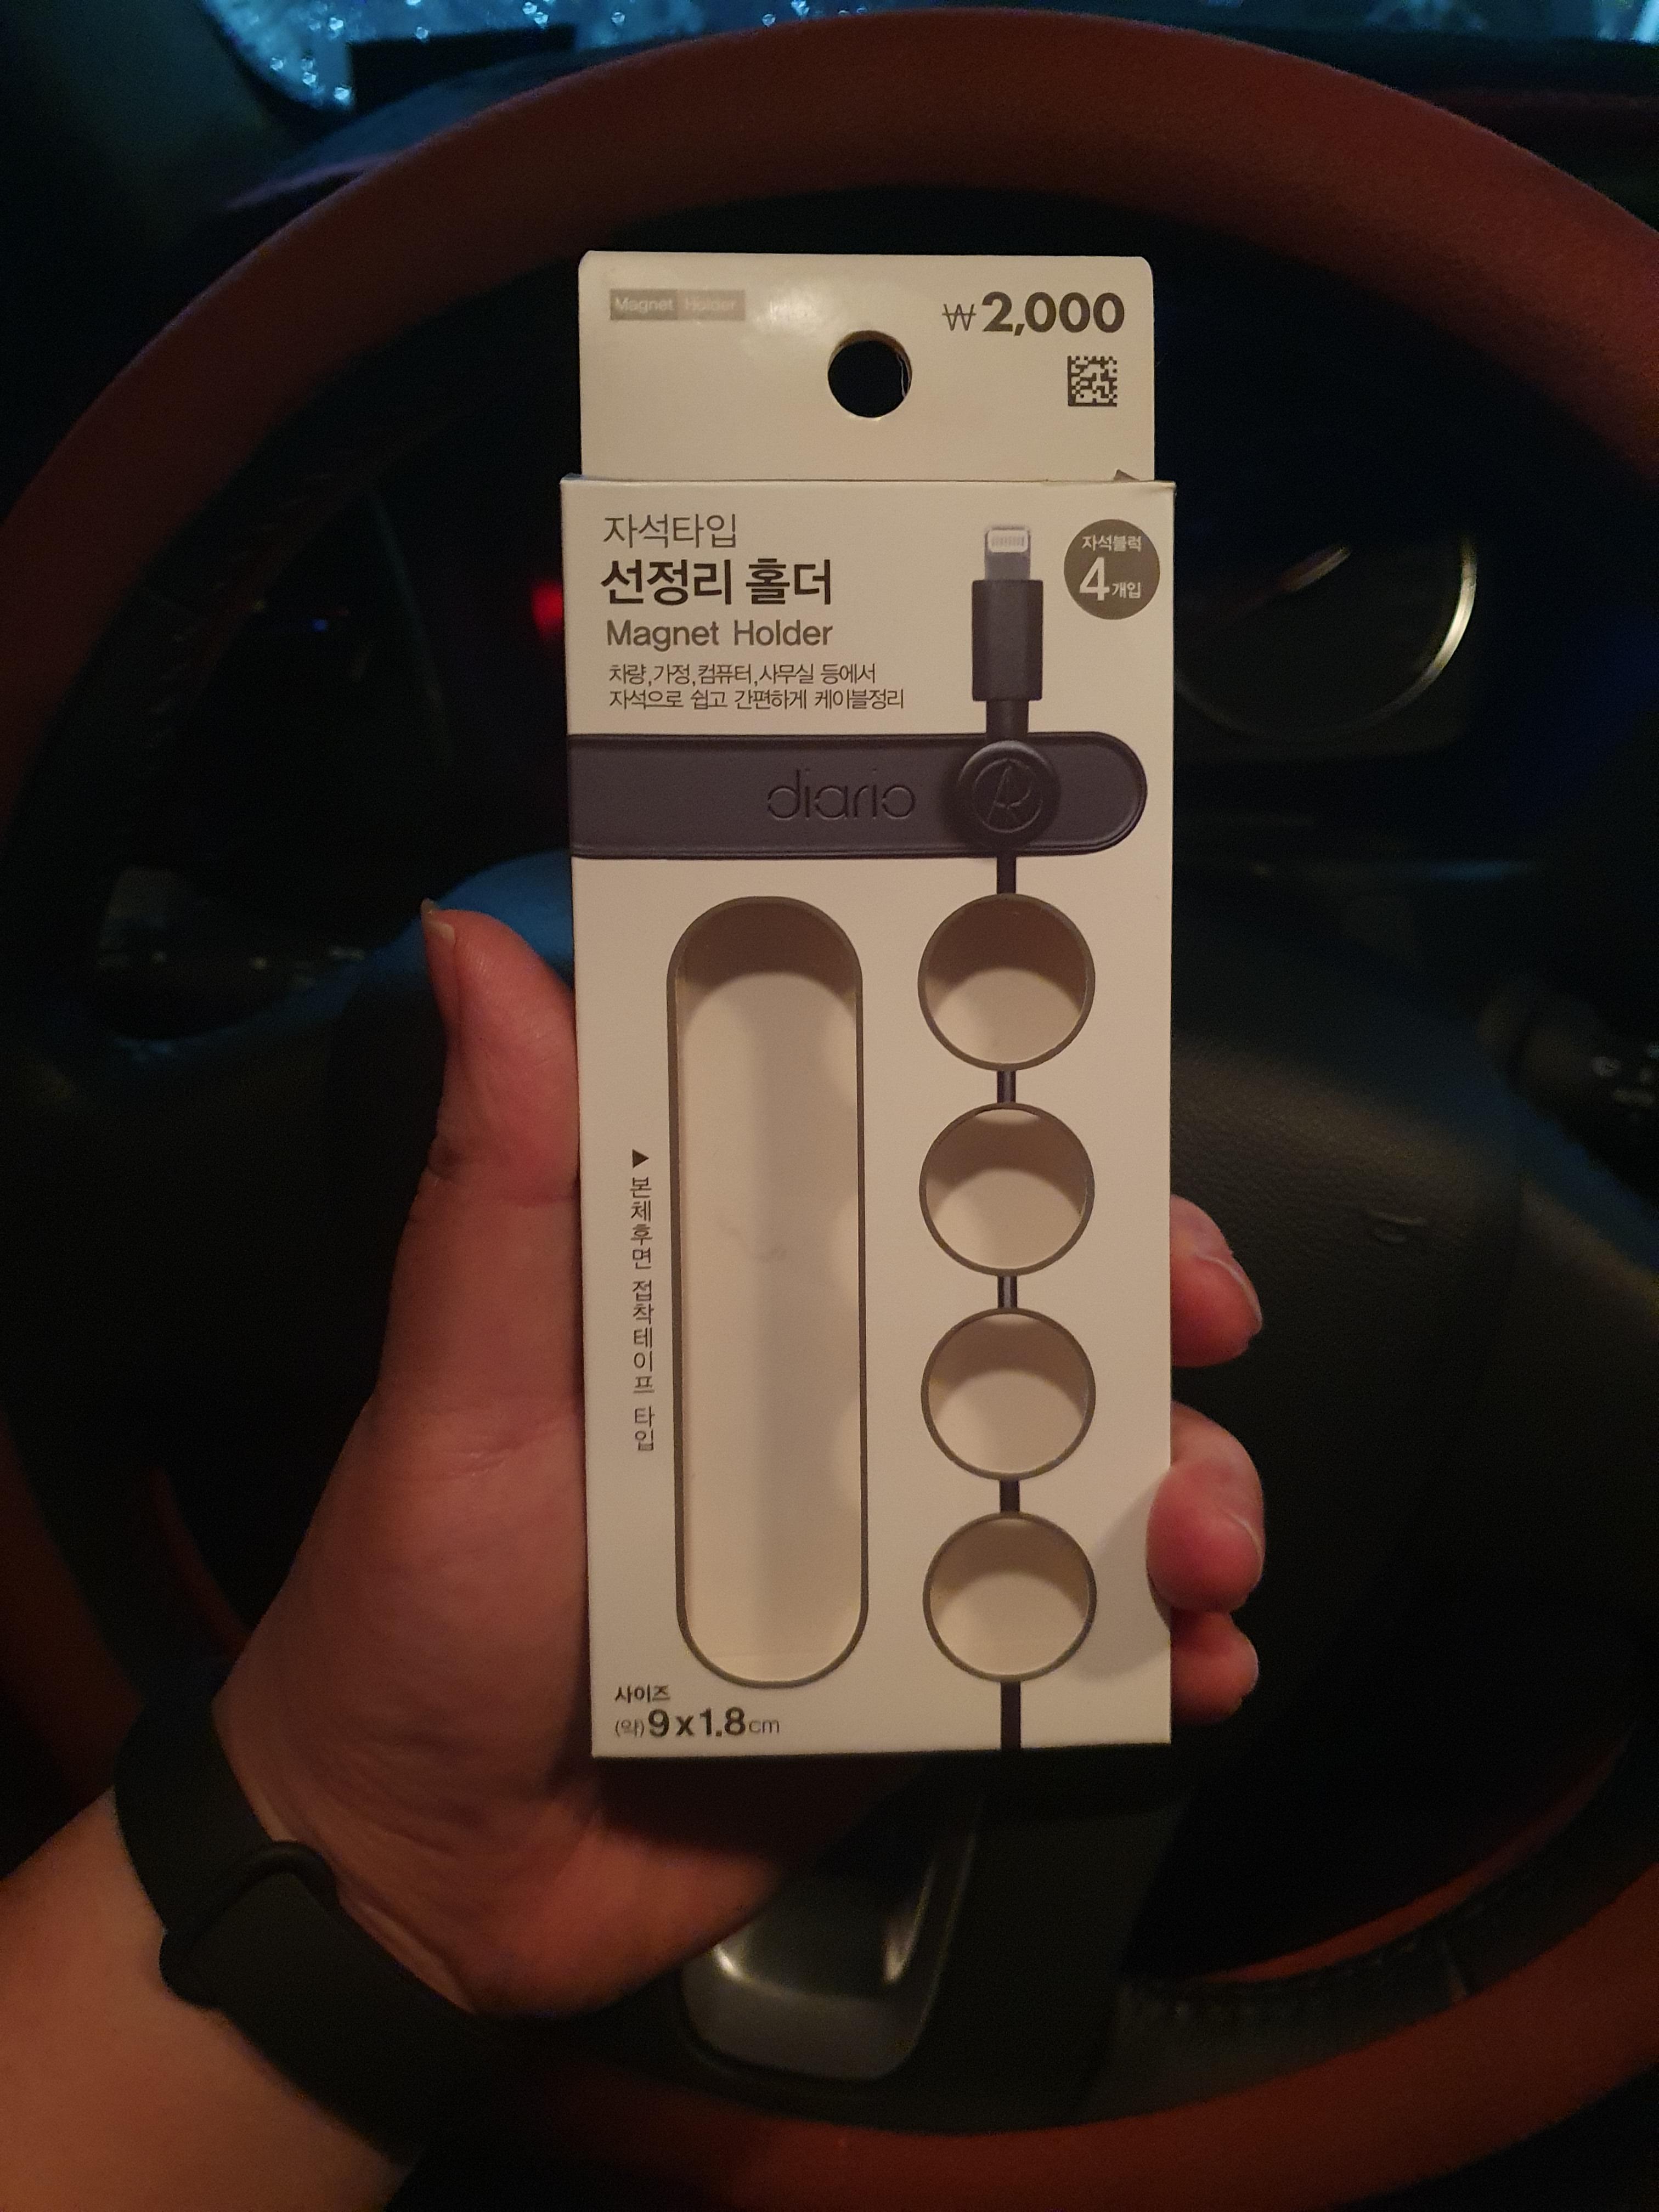 Magnet Holder
₩2,000
자석타입
선정리 홀더
Magnet Holder
차량,가정,컴퓨터,사무실 등에서
자석으로 쉽고 간편하게 케이블정리
자석블럭
4개입
diario
▲본체후면 접착테이프 타입
사이즈
(약)9x1.8cm